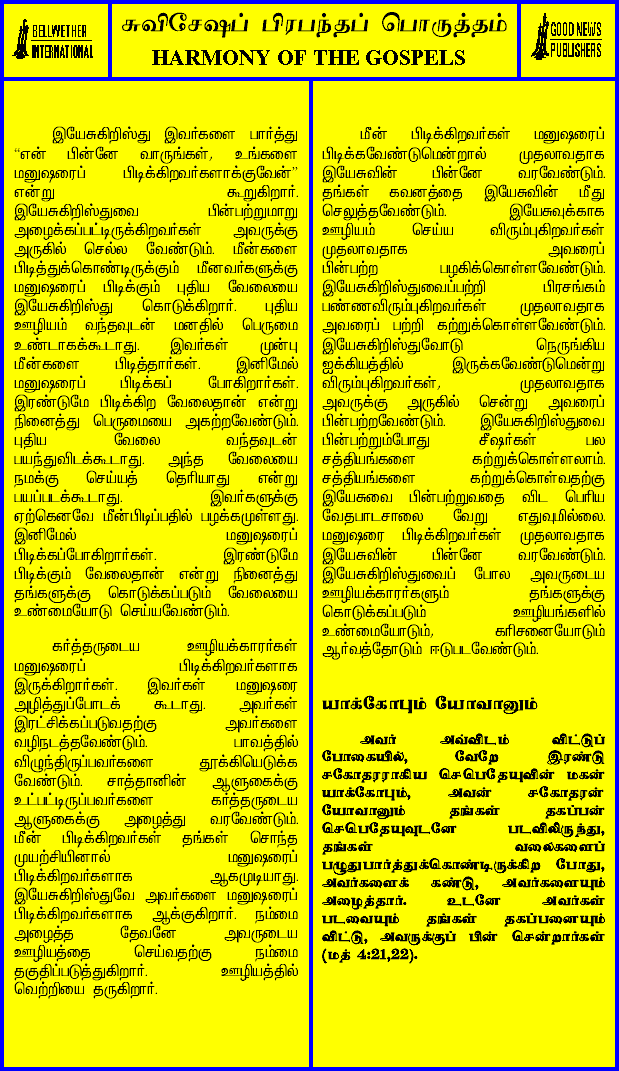 BELLWETHER
INTERNATIONAL
சுவிசேஷப் பிரபந்தப் பொருத்தம்
HARMONY OF THE GOSPELS
GOOD NEWS
PUBLISHERS
இயேசுகிறிஸ்து இவர்களை பார்த்து
“என் பின்னே வாருங்கள், உங்களை
மனுஷரைப் பிடிக்கிறவர்களாக்குவேன்”
என்று கூறுகிறார்.
இயேசுகிறிஸ்துவை பின்பற்றுமாறு
அழைக்கப்பட்டிருக்கிறவர்கள் அவருக்கு
அருகில் செல்ல வேண்டும். மீன்களை
பிடித்துக்கொண்டிருக்கும் மீனவர்களுக்கு
மனுஷரைப் பிடிக்கும் புதிய வேலையை
இயேசுகிறிஸ்து கொடுக்கிறார். புதிய
ஊழியம் வந்தவுடன் மனதில் பெருமை
உண்டாகக்கூடாது. இவர்கள் முன்பு
மீன்களை பிடித்தார்கள். இனிமேல்
மனுஷரைப் பிடிக்கப் போகிறார்கள்.
இரண்டுமே பிடிக்கிற வேலைதான் என்று
நினைத்து பெருமையை அகற்றவேண்டும்.
புதிய வேலை வந்தவுடன்
பயந்துவிடக்கூடாது. அந்த வேலையை
நமக்கு செய்யத் தெரியாது என்று
பயப்படக்கூடாது. இவர்களுக்கு
ஏற்கெனவே மீன்பிடிப்பதில் பழக்கமுள்ளது.
இனிமேல் மனுஷரைப்
பிடிக்கப்போகிறார்கள். இரண்டுமே
பிடிக்கும் வேலைதான் என்று நினைத்து
தங்களுக்கு கொடுக்கப்படும் வேலையை
உண்மையோடு செய்யவேண்டும்.
கர்த்தருடைய ஊழியக்காரர்கள்
மனுஷரைப் பிடிக்கிறவர்களாக
இருக்கிறார்கள். இவர்கள் மனுஷரை
அழித்துப்போடக் கூடாது. அவர்கள்
இரட்சிக்கப்படுவதற்கு அவர்களை
வழிநடத்தவேண்டும். பாவத்தில்
விழுந்திருப்பவர்களை தூக்கியெடுக்க
வேண்டும். சாத்தானின் ஆளுகைக்கு
உட்பட்டிருப்பவர்களை கர்த்தருடைய
ஆளுகைக்கு அழைத்து வரவேண்டும்.
மீன் பிடிக்கிறவர்கள் தங்கள் சொந்த
முயற்சியினால் மனுஷரைப்
பிடிக்கிறவர்களாக ஆகமுடியாது.
இயேசுகிறிஸ்துவே அவர்களை மனுஷரைப்
பிடிக்கிறவர்களாக ஆக்குகிறார். நம்மை
அழைத்த தேவனே அவருடைய
ஊழியத்தை செய்வதற்கு நம்மை
தகுதிப்படுத்துகிறார். ஊழியத்தில்
வெற்றியை தருகிறார்.
மீன் பிடிக்கிறவர்கள் மனுஷரைப்
பிடிக்கவேண்டுமென்றால் முதலாவதாக
இயேசுவின் பின்னே வரவேண்டும்.
தங்கள் கவனத்தை இயேசுவின் மீது
செலுத்தவேண்டும். இயேசுவுக்காக
ஊழியம் செய்ய விரும்புகிறவர்கள்
முதலாவதாக அவரைப்
பின்பற்ற பழகிக்கொள்ளவேண்டும்.
இயேசுகிறிஸ்துவைப்பற்றி பிரசங்கம்
பண்ணவிரும்புகிறவர்கள் முதலாவதாக
அவரைப் பற்றி கற்றுக்கொள்ளவேண்டும்.
இயேசுகிறிஸ்துவோடு நெருங்கிய
ஐக்கியத்தில் இருக்கவேண்டுமென்று
விரும்புகிறவர்கள், முதலாவதாக
அவருக்கு அருகில் சென்று அவரைப்
பின்பற்றவேண்டும். இயேசுகிறிஸ்துவை
பின்பற்றும்போது சீஷர்கள் பல
சத்தியங்களை கற்றுக்கொள்ளலாம்.
சத்தியங்களை கற்றுக்கொள்வதற்கு
இயேசுவை பின்பற்றுவதை விட பெரிய
வேதபாடசாலை வேறு எதுவுமில்லை.
மனுஷரை பிடிக்கிறவர்கள் முதலாவதாக
இயேசுவின் பின்னே வரவேண்டும்.
இயேசுகிறிஸ்துவைப் போல அவருடைய
ஊழியக்காரர்களும் தங்களுக்கு
கொடுக்கப்படும் ஊழியங்களில்
உண்மையோடும், கரிசனையோடும்
ஆர்வத்தோடும் ஈடுபடவேண்டும்.
யாக்கோபும் யோவானும்
அவர் அவ்விடம் விட்டுப்
போகையில், வேறே இரண்டு
சகோதரராகிய செபெதேயுவின் மகன்
யாக்கோபும், அவன் சகோதரன்
யோவானும் தங்கள் தகப்பன்
செபெதேயுவுடனே படவிலிருந்து,
தங்கள் வலைகளைப்
பழுதுபார்த்துக்கொண்டிருக்கிற போது,
அவர்களைக் கண்டு, அவர்களையும்
அழைத்தார். உடனே அவர்கள்
படவையும் தங்கள் தகப்பனையும்
விட்டு, அவருக்குப் பின் சென்றார்கள்
(மத் 4:21,22).